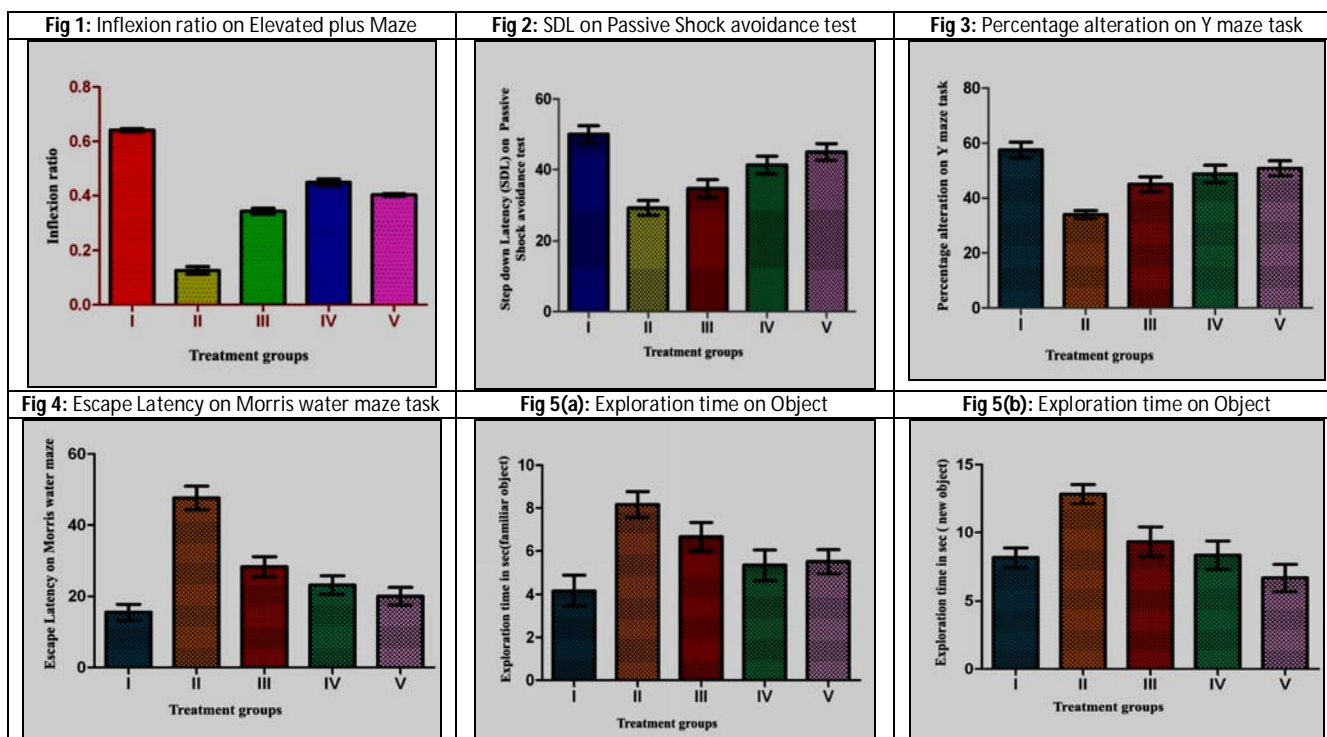 Fig 1: Inflexion ratio on Elevated plus Maze
Inflexion ratio
0.8
0.6
0.4
0.2
0.0
I II III IV V
Treatment groups
Fig 2: SDL on Passive Shock avoidance test
Step down Latency (SDL) on Passive
Shock avoidance test
60
40
20
0
I II III IV V
Treatment groups
Fig 3: Percentage alteration on Y maze task
Percentage alteration on Y maze task
80
60
40
20
0
I II III IV V
Treatment groups
Fig 4: Escape Latency on Morris water maze task
Escape Latency on Morris water maze
60
40
20
0
I II III IV V
Treatment groups
Fig 5(a): Exploration time on Object
Exploration time in sec(familiar object)
10
8
6
4
2
0
I II III IV V
Treatment groups
Fig 5(b): Exploration time on Object
Exploration time in sec ( new object)
15
10
5
0
I II III IV V
Treatment groups